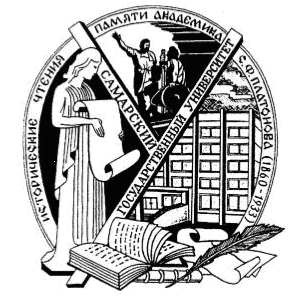 ИСТОРИЧЕСКИЕ ЧТЕНИЯ ПАМЯТИ АКАДЕМИКА С.Ф. ПЛАТОНОВА (1860-1933)
САМАРСКИЙ
ГОСУДАРСТВЕННЫЙ УНИВЕРСИТЕТ